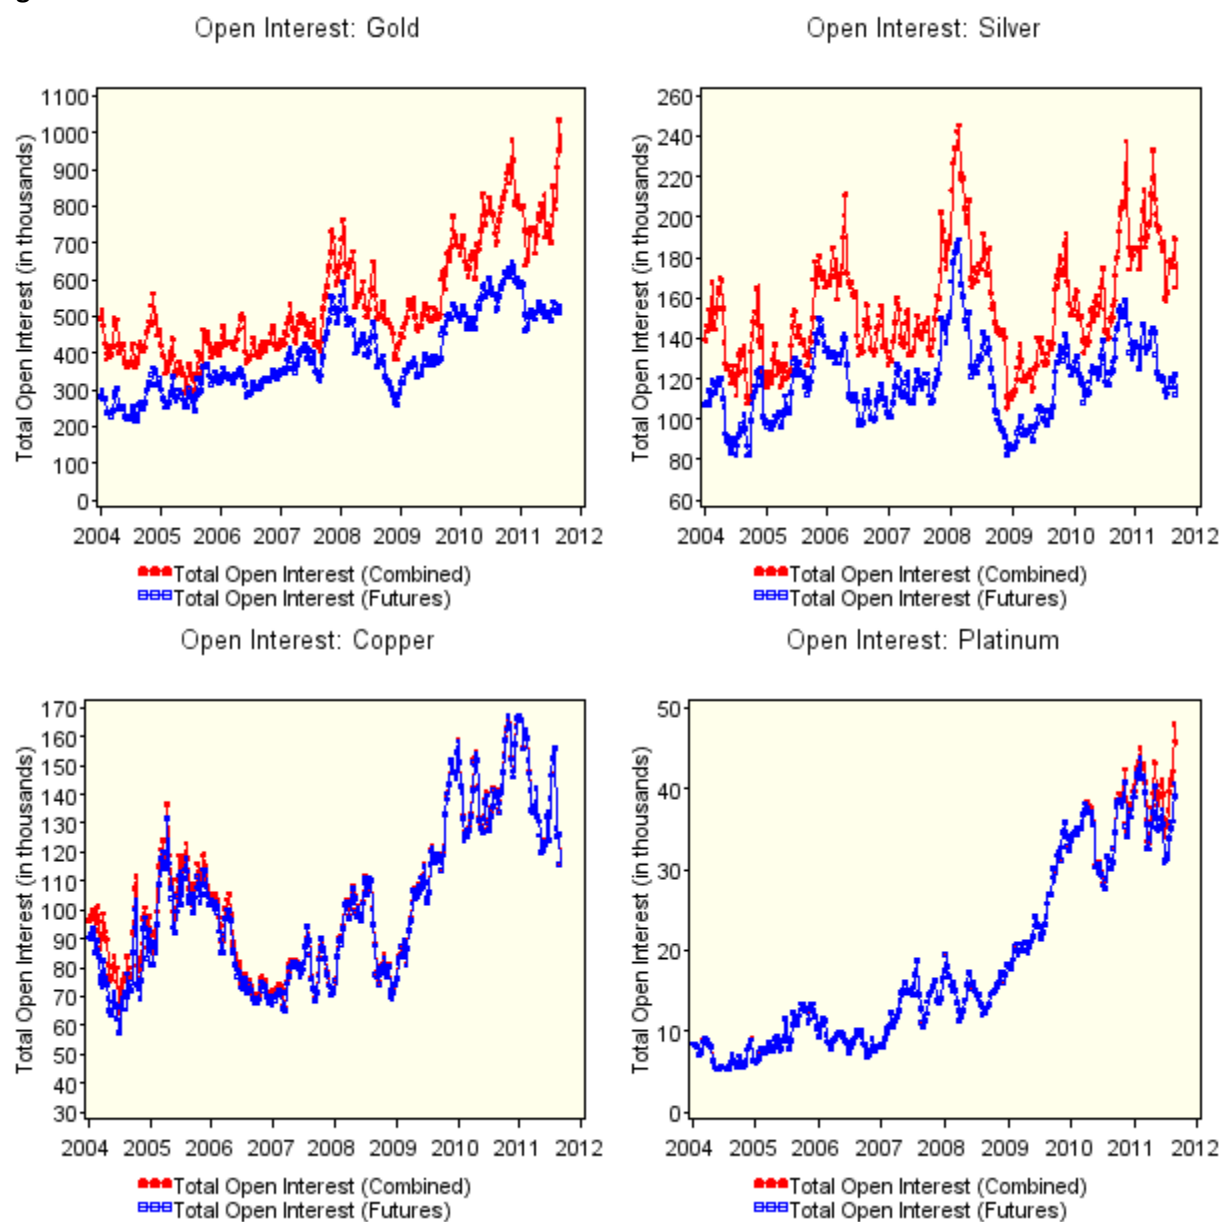 Open Interest: Gold
Total Open Interest (in thousands)
1100
1000
900
800
700
600
500
400
300
200
100
0
2004 2005 2006 2007 2008 2009 2010 2011 2012
Total Open Interest (Combined)
Total Open Interest (Futures)
Open Interest: Silver
Total Open Interest (in thousands)
260
240
220
200
180
160
140
120
100
80
60
2004 2005 2006 2007 2008 2009 2010 2011 2012
Total Open Interest (Combined)
Total Open Interest (Futures)
Open Interest: Copper
Total Open Interest (in thousands)
170
160
150
140
130
120
110
100
90
80
70
60
50
40
30
2004 2005 2006 2007 2008 2009 2010 2011 2012
Total Open Interest (Combined)
Total Open Interest (Futures)
Open Interest: Platinum
Total Open Interest (in thousands)
50
40
30
20
10
0
2004 2005 2006 2007 2008 2009 2010 2011 2012
Total Open Interest (Combined)
Total Open Interest (Futures)